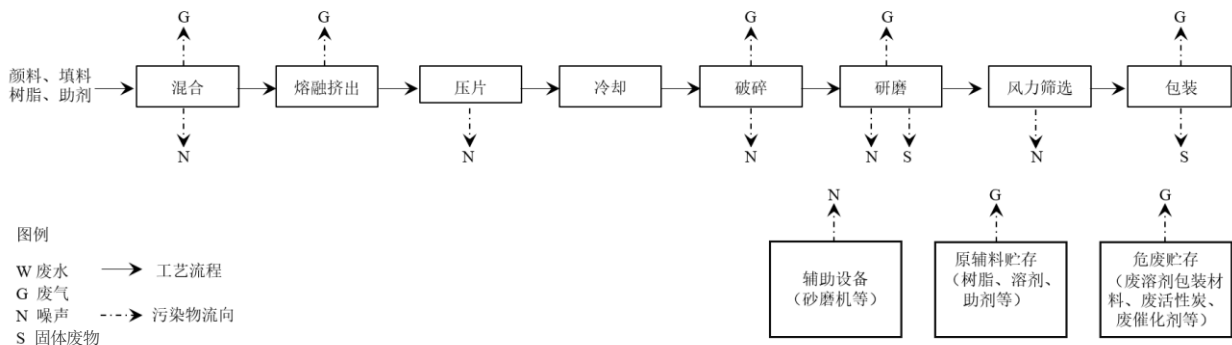 G
G
G
G
G
颜料、填料
树脂、助剂
混合
熔融挤出
压片
冷却
破碎
研磨
风力筛选
包装
N
N
N
N
S
N
S
N
G
G
图例
W 废水
工艺流程
G 废气
N 噪声
污染物流向
S 固体废物
辅助设备
（砂磨机等）
原辅料贮存
（树脂、溶剂、
助剂等）
危废贮存
（废溶剂包装材
料、废活性炭、
废催化剂等）